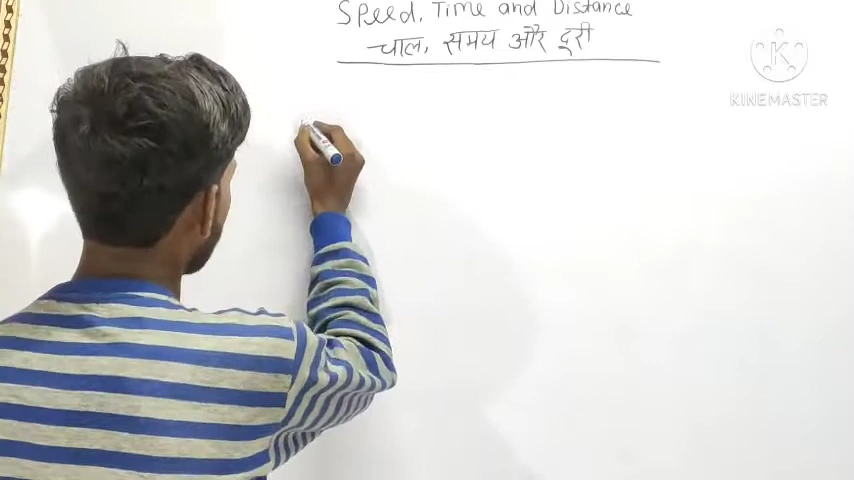 Speed, Time and Distance
चाल, समय और दूरी
KINEMASTER